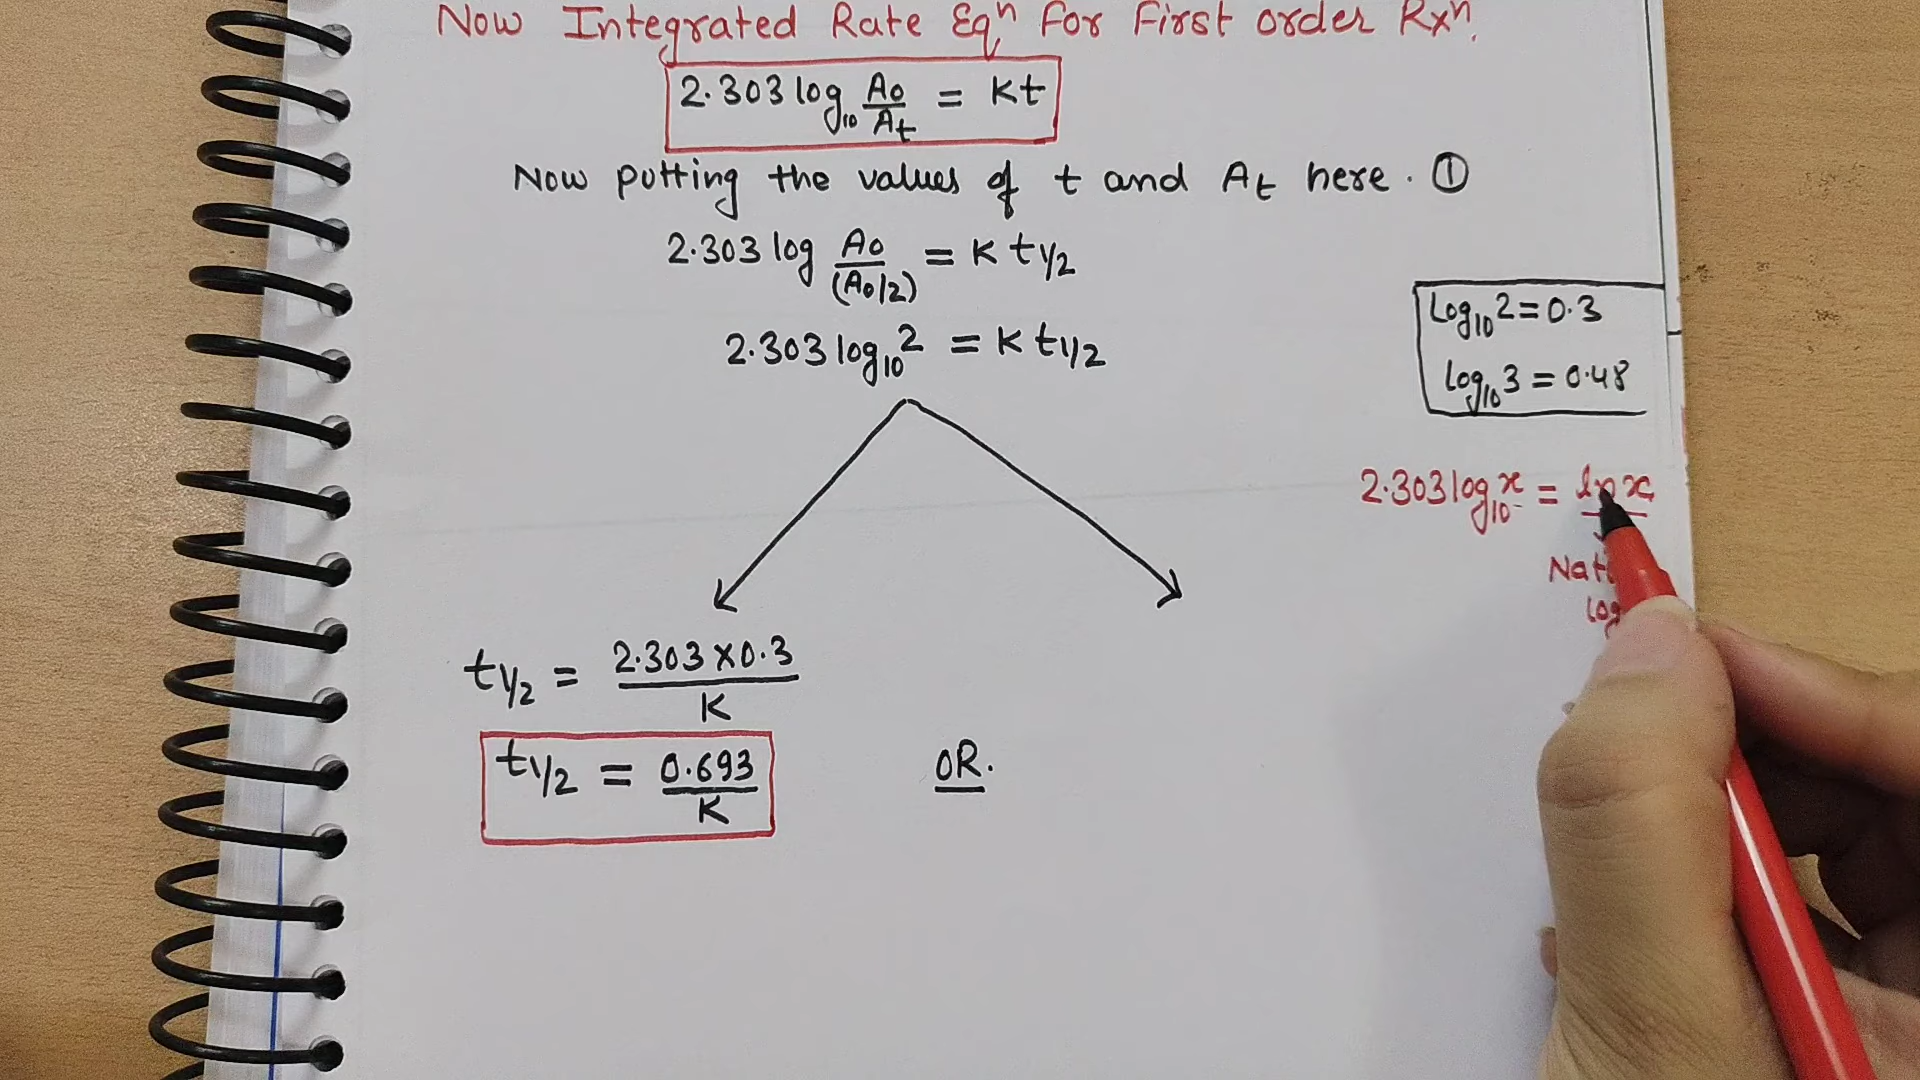 Now Integrated Rate Eqⁿ For First order Rxⁿ.
2.303 log₁₀ A₀/Aₜ = Kt
Now putting the values of t and Aₜ here. ①
2.303 log A₀/(A₀/2) = K t1/2
2.303 log₁₀ 2 = K t1/2
Log₁₀ 2 = 0.3
Log₁₀ 3 = 0.48
2.303 log₁₀ x = ln x
t1/2 = 2.303 × 0.3 / K
t1/2 = 0.693 / K
OR.